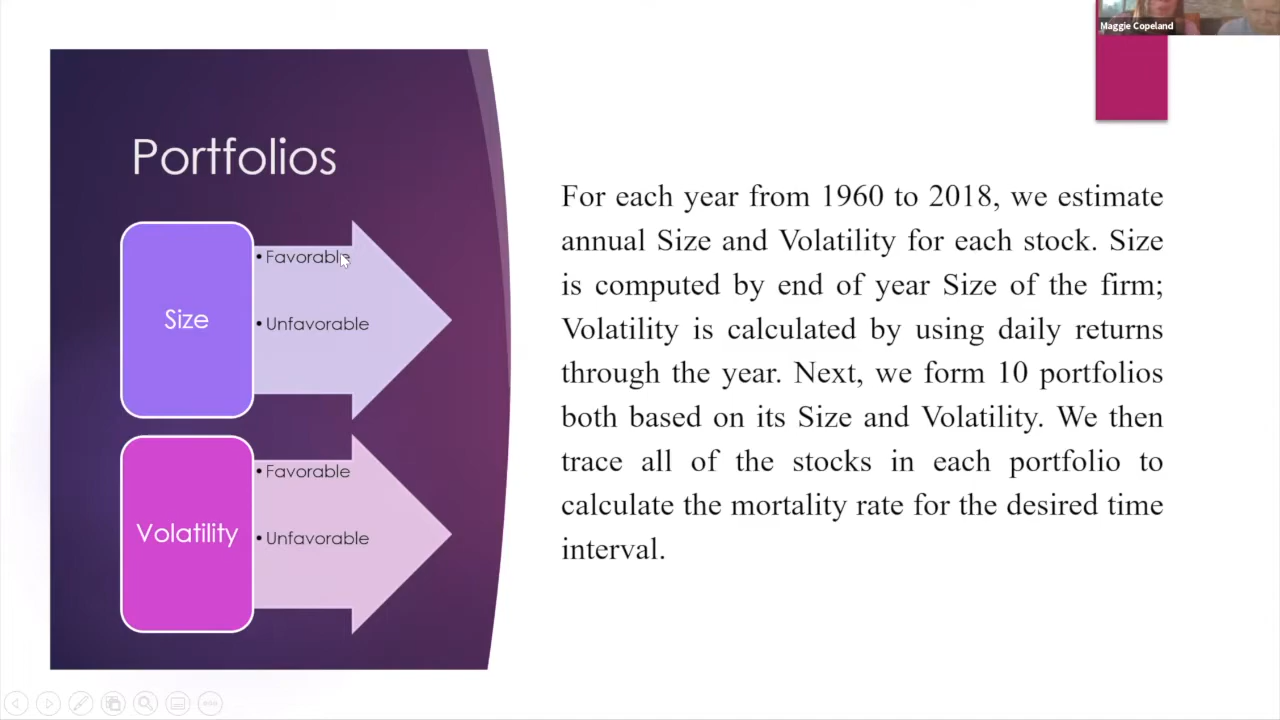 Maggie Copeland
Portfolios
Size
• Favorable
• Unfavorable
Volatility
• Favorable
• Unfavorable
For each year from 1960 to 2018, we estimate
annual Size and Volatility for each stock. Size
is computed by end of year Size of the firm;
Volatility is calculated by using daily returns
through the year. Next, we form 10 portfolios
both based on its Size and Volatility. We then
trace all of the stocks in each portfolio to
calculate the mortality rate for the desired time
interval.